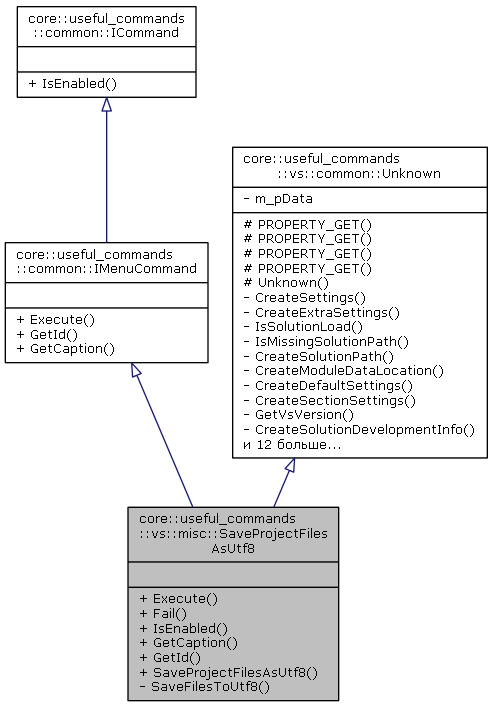 core::useful_commands
::common::ICommand
+ IsEnabled()
core::useful_commands
::vs::common::Unknown
- m_pData
# PROPERTY_GET()
# PROPERTY_GET()
# PROPERTY_GET()
# PROPERTY_GET()
# Unknown()
- CreateSettings()
- CreateExtraSettings()
- IsSolutionLoad()
- IsMissingSolutionPath()
- CreateSolutionPath()
- CreateModuleDataLocation()
- CreateDefaultSettings()
- CreateSectionSettings()
- GetVsVersion()
- CreateSolutionDevelopmentInfo()
и 12 больше...
core::useful_commands
::common::IMenuCommand
+ Execute()
+ GetId()
+ GetCaption()
core::useful_commands
::vs::misc::SaveProjectFiles
AsUtf8
+ Execute()
+ Fail()
+ IsEnabled()
+ GetCaption()
+ GetId()
+ SaveProjectFilesAsUtf8()
- SaveFilesToUtf8()